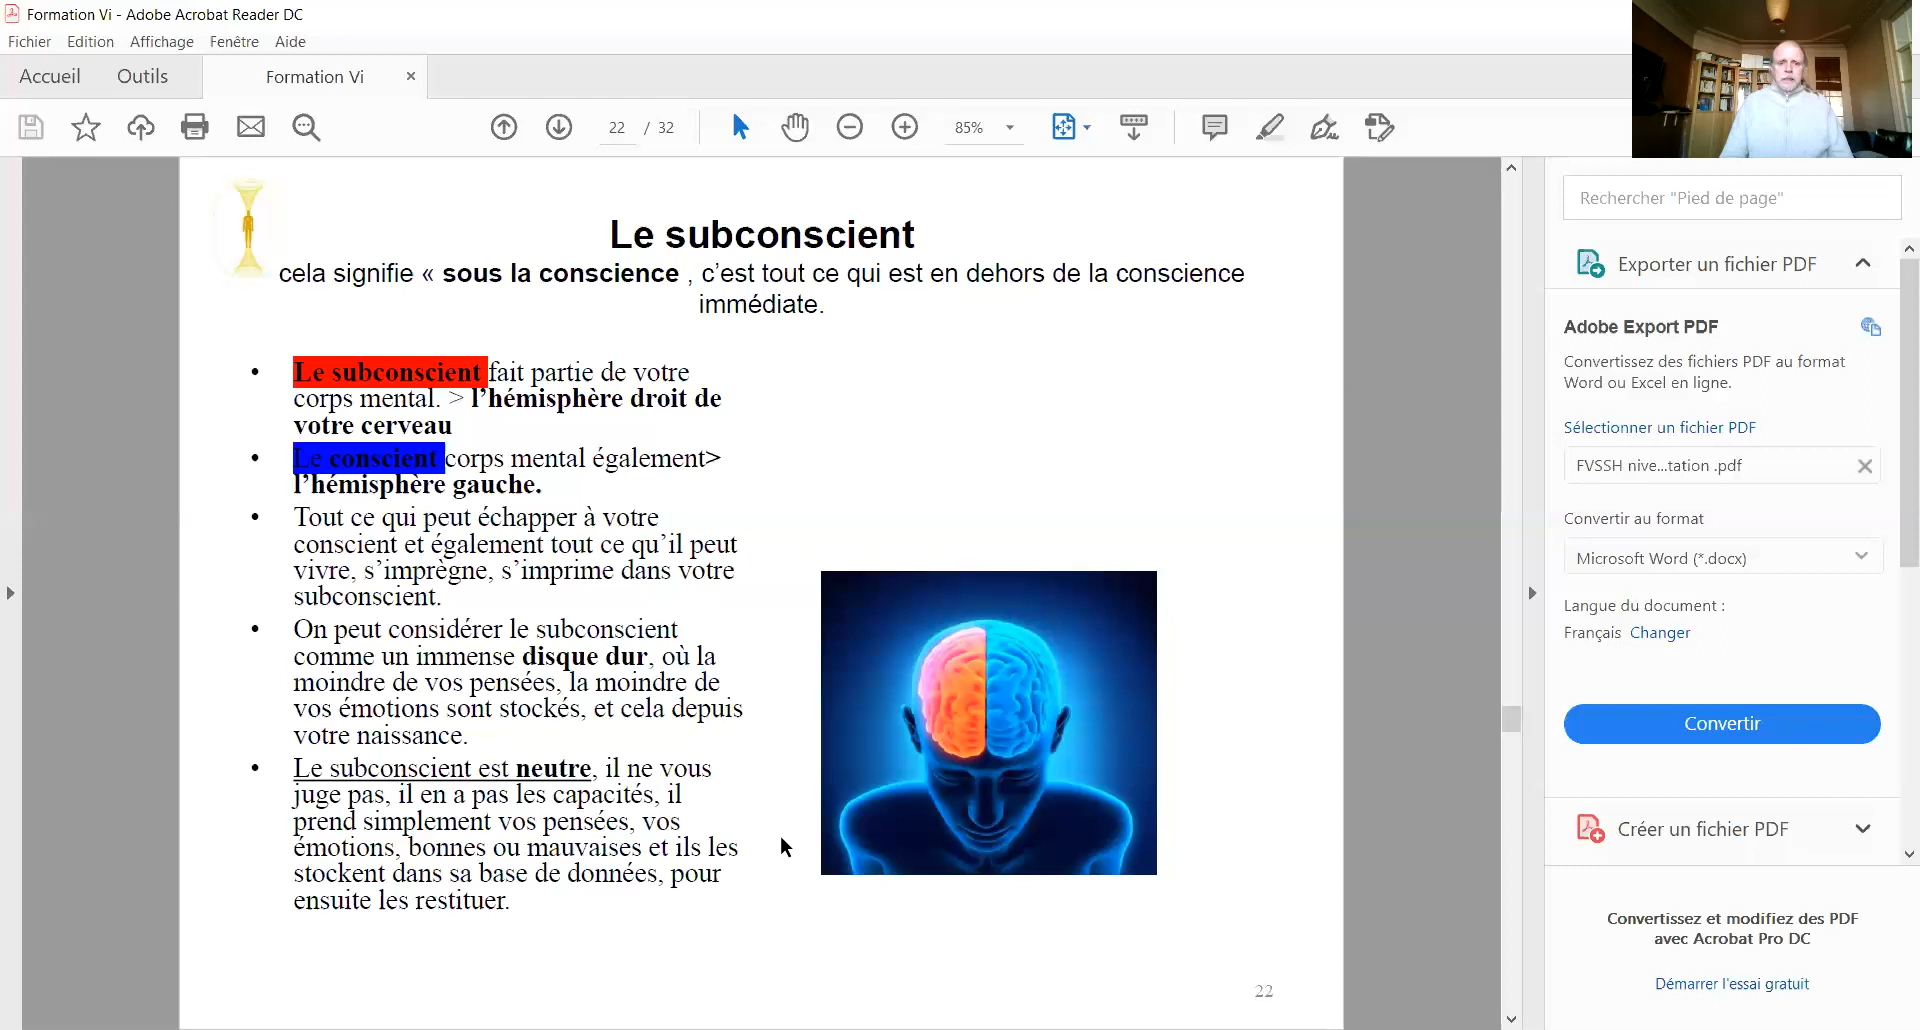 Formation Vi - Adobe Acrobat Reader DC
Fichier Edition Affichage Fenêtre Aide
Accueil Outils Formation Vi ×
22 / 32 85%
Le subconscient
cela signifie « sous la conscience , c’est tout ce qui est en dehors de la conscience
immédiate.
• Le subconscient fait partie de votre
corps mental. > l’hémisphère droit de
votre cerveau
• Le conscient corps mental également>
l’hémisphère gauche.
• Tout ce qui peut échapper à votre
conscient et également tout ce qu’il peut
vivre, s’imprègne, s’imprime dans votre
subconscient.
• On peut considérer le subconscient
comme un immense disque dur, où la
moindre de vos pensées, la moindre de
vos émotions sont stockés, et cela depuis
votre naissance.
• Le subconscient est neutre, il ne vous
juge pas, il en a pas les capacités, il
prend simplement vos pensées, vos
émotions, bonnes ou mauvaises et ils les
stockent dans sa base de données, pour
ensuite les restituer.
22
Rechercher "Pied de page"
Exporter un fichier PDF
Adobe Export PDF
Convertissez des fichiers PDF au format
Word ou Excel en ligne.
Sélectionner un fichier PDF
FVSSH nive...tation .pdf
Convertir au format
Microsoft Word (*.docx)
Langue du document :
Français Changer
Convertir
Créer un fichier PDF
Convertissez et modifiez des PDF
avec Acrobat Pro DC
Démarrer l'essai gratuit